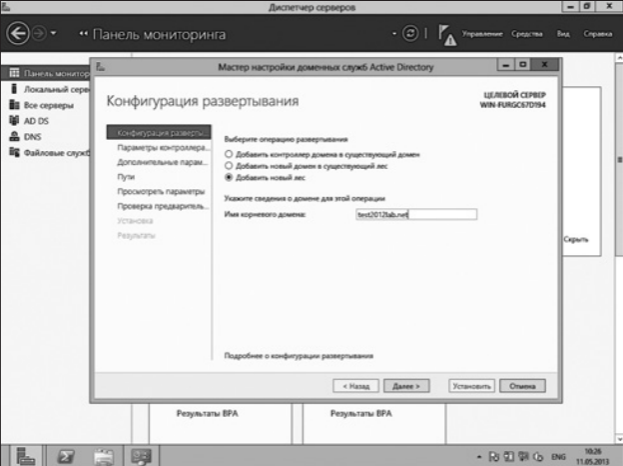 Диспетчер серверов
Панель мониторинга
Управление Средства Вид Справка
Панель монитор
Локальный серв
Все серверы
AD DS
DNS
Файловые служб
Мастер настройки доменных служб Active Directory
Конфигурация развертывания
ЦЕЛЕВОЙ СЕРВЕР
WIN-FURGC67D194
Конфигурация разверты...
Параметры контроллера...
Дополнительные парам...
Пути
Просмотреть параметры
Проверка предваритель...
Установка
Результаты
Выберите операцию развертывания
Добавить контроллер домена в существующий домен
Добавить новый домен в существующий лес
Добавить новый лес
Укажите сведения о домене для этой операции
Имя корневого домена: test2012lab.net
Подробнее о конфигурации развертывания
< Назад Далее > Установить Отмена
Скрыть
Результаты BPA Результаты BPA
ENG
10:26
11.05.2013